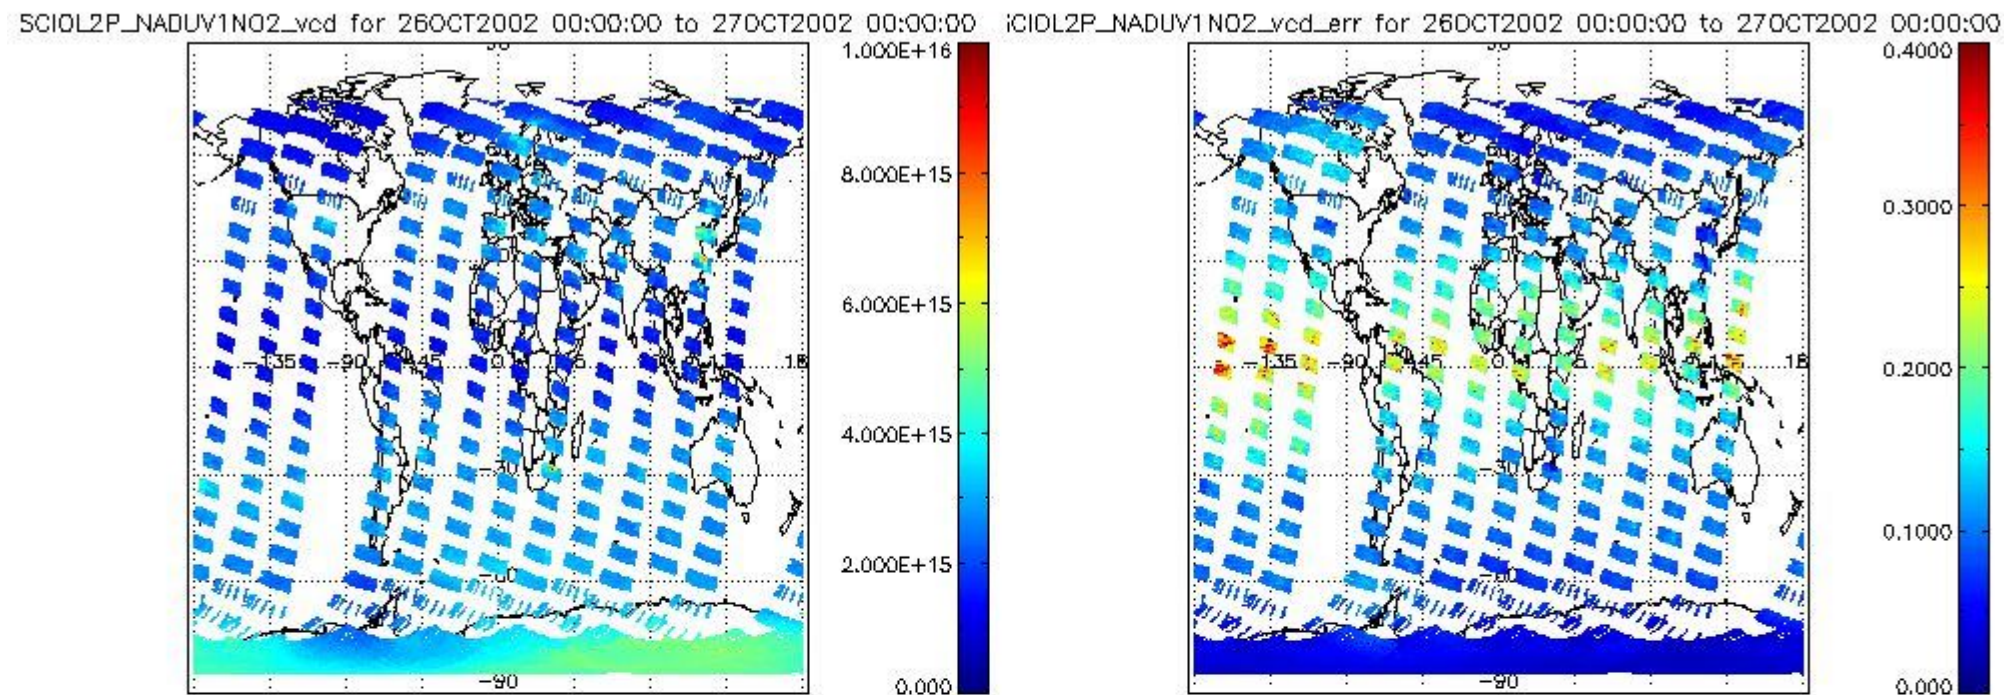 SCIOL2P_NADUV1NO2_vcd for 26OCT2002 00:00:00 to 27OCT2002 00:00:00
1.000E+16
8.000E+15
6.000E+15
4.000E+15
2.000E+15
0.000
-135 -90 -45 0
-30
-60
-90
iCIOL2P_NADUV1NO2_vcd_err for 26OCT2002 00:00:00 to 27OCT2002 00:00:00
0.4000
0.3000
0.2000
0.1000
0.000
-135 -90 -45 0
-30
-60
-90